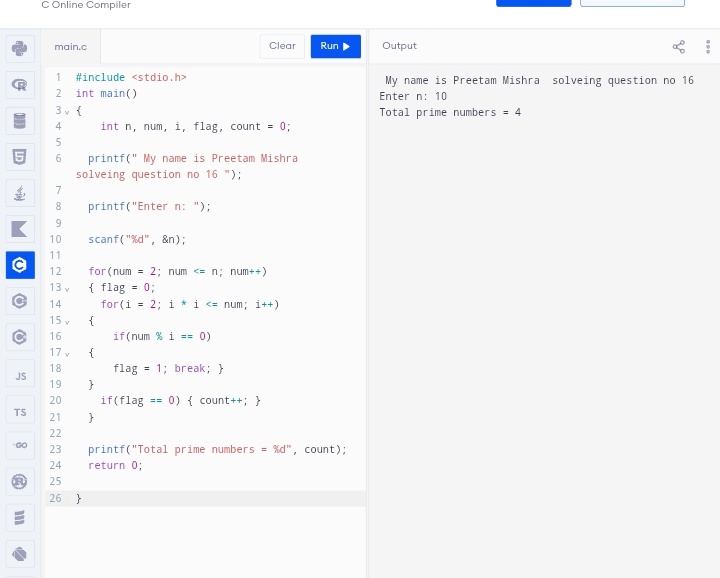 C Online Compiler
main.c
Clear
Run
Output
1 #include <stdio.h>
2 int main()
3 {
4 int n, num, i, flag, count = 0;
5
6 printf(" My name is Preetam Mishra
solveing question no 16 ");
7
8 printf("Enter n: ");
9
10 scanf("%d", &n);
11
12 for(num = 2; num <= n; num++)
13 { flag = 0;
14 for(i = 2; i * i <= num; i++)
15 {
16 if(num % i == 0)
17 {
18 flag = 1; break; }
19 }
20 if(flag == 0) { count++; }
21 }
22
23 printf("Total prime numbers = %d", count);
24 return 0;
25
26 }
My name is Preetam Mishra  solveing question no 16
Enter n: 10
Total prime numbers = 4
JS
TS
GO